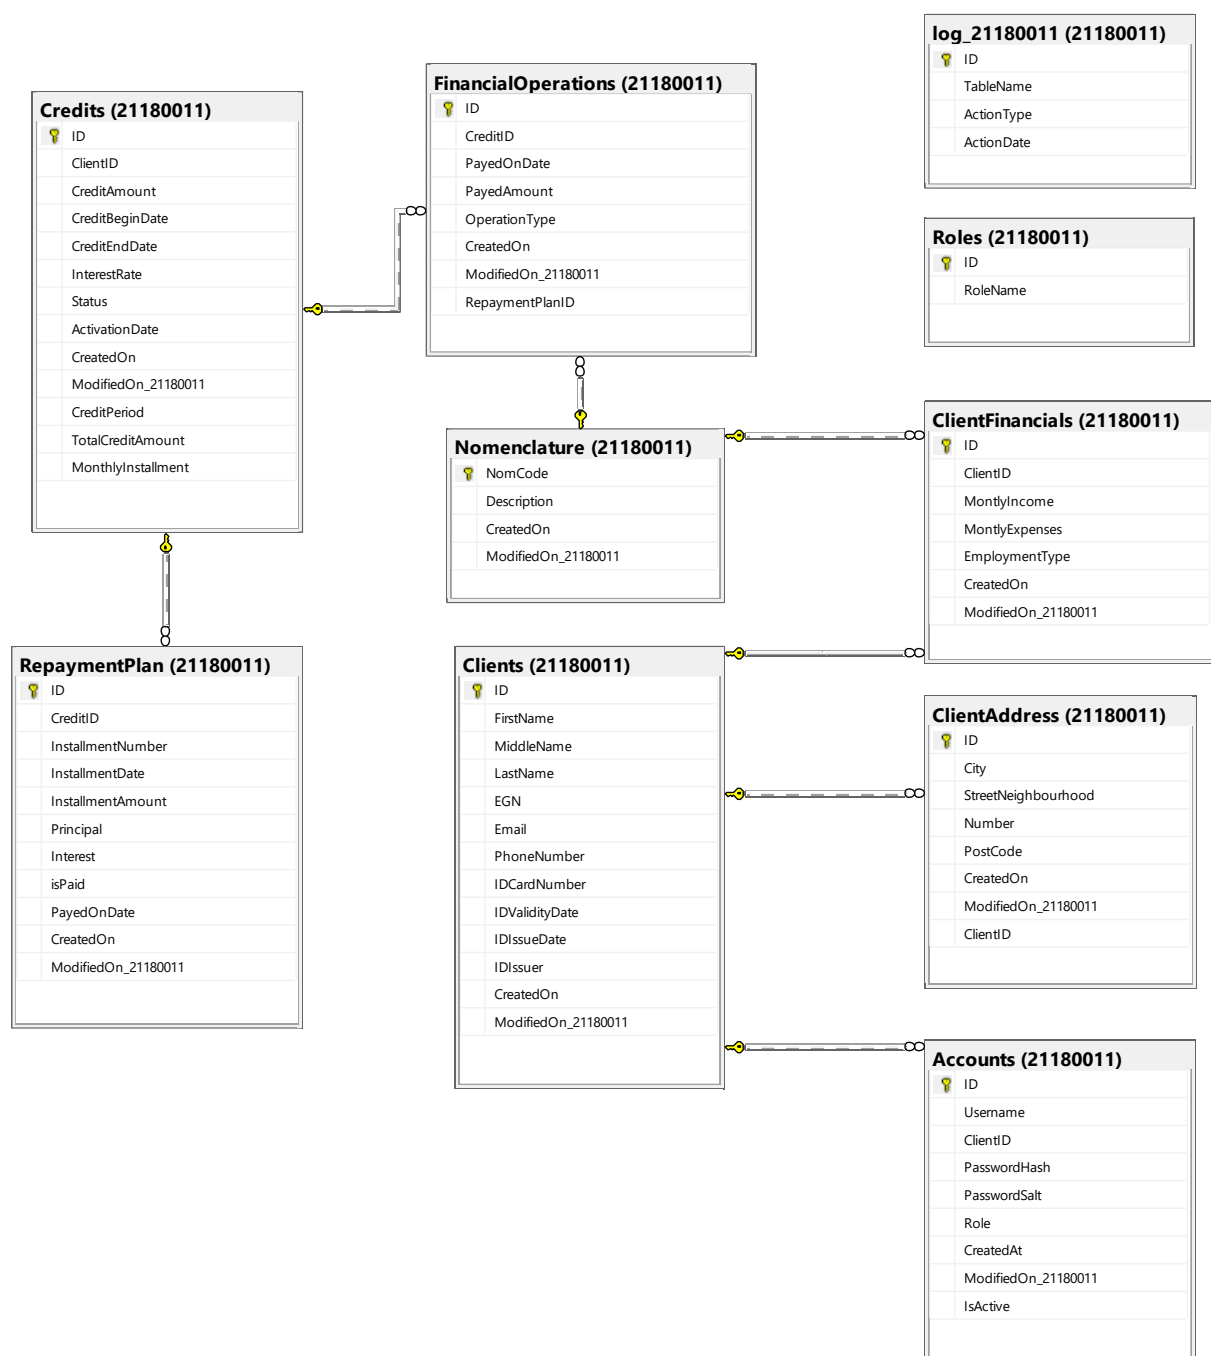 Credits (21180011)
ID
ClientID
CreditAmount
CreditBeginDate
CreditEndDate
InterestRate
Status
ActivationDate
CreatedOn
ModifiedOn_21180011
CreditPeriod
TotalCreditAmount
MonthlyInstallment
FinancialOperations (21180011)
ID
CreditID
PayedOnDate
PayedAmount
OperationType
CreatedOn
ModifiedOn_21180011
RepaymentPlanID
log_21180011 (21180011)
ID
TableName
ActionType
ActionDate
Roles (21180011)
ID
RoleName
Nomenclature (21180011)
NomCode
Description
CreatedOn
ModifiedOn_21180011
ClientFinancials (21180011)
ID
ClientID
MontlyIncome
MontlyExpenses
EmploymentType
CreatedOn
ModifiedOn_21180011
RepaymentPlan (21180011)
ID
CreditID
InstallmentNumber
InstallmentDate
InstallmentAmount
Principal
Interest
isPaid
PayedOnDate
CreatedOn
ModifiedOn_21180011
Clients (21180011)
ID
FirstName
MiddleName
LastName
EGN
Email
PhoneNumber
IDCardNumber
IDValidityDate
IDIssueDate
IDIssuer
CreatedOn
ModifiedOn_21180011
ClientAddress (21180011)
ID
City
StreetNeighbourhood
Number
PostCode
CreatedOn
ModifiedOn_21180011
ClientID
Accounts (21180011)
ID
Username
ClientID
PasswordHash
PasswordSalt
Role
CreatedAt
ModifiedOn_21180011
IsActive